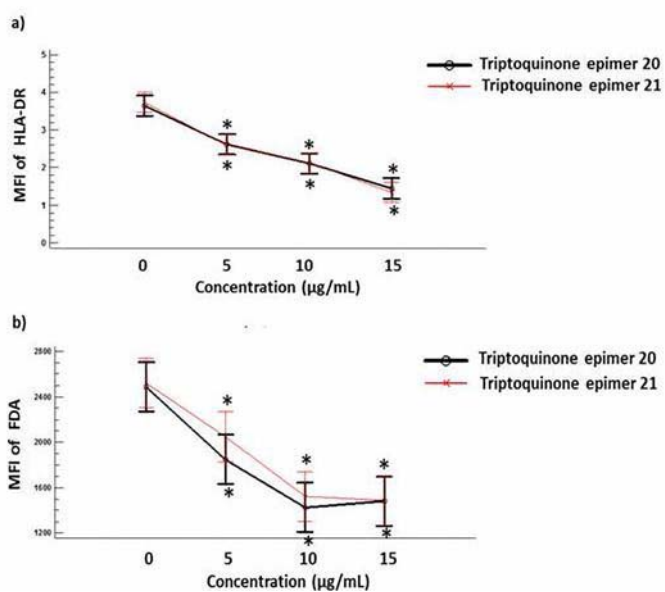 a)
5
4
3
2
1
0
MFI of HLA-DR
* * *
* * *
0 5 10 15
Concentration (µg/mL)
Triptoquinone epimer 20
Triptoquinone epimer 21
b)
2800
2400
2000
1600
1200
MFI of FDA
* * *
* * *
0 5 10 15
Concentration (µg/mL)
Triptoquinone epimer 20
Triptoquinone epimer 21